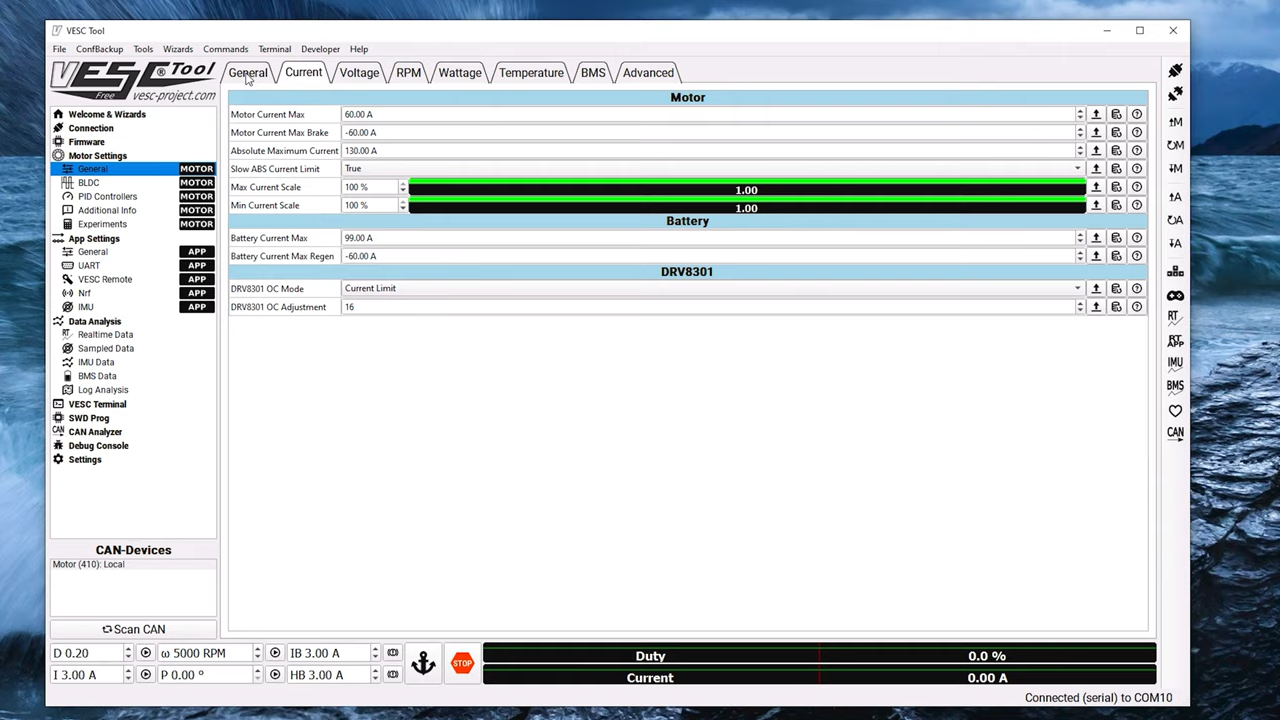 VESC Tool
File ConfBackup Tools Wizards Commands Terminal Developer Help
VESC® Tool
Free vesc-project.com
General Current Voltage RPM Wattage Temperature BMS Advanced
Welcome & Wizards
Connection
Firmware
Motor Settings
General MOTOR
BLDC MOTOR
PID Controllers MOTOR
Additional Info MOTOR
Experiments MOTOR
App Settings
General APP
UART APP
VESC Remote APP
Nrf APP
IMU APP
Data Analysis
RT Realtime Data
Sampled Data
IMU Data
BMS Data
Log Analysis
VESC Terminal
SWD Prog
CAN CAN Analyzer
Debug Console
Settings
CAN-Devices
Motor (410): Local
Scan CAN
Motor
Motor Current Max 60.00 A
Motor Current Max Brake -60.00 A
Absolute Maximum Current 130.00 A
Slow ABS Current Limit True
Max Current Scale 100 % 1.00
Min Current Scale 100 % 1.00
Battery
Battery Current Max 99.00 A
Battery Current Max Regen -60.00 A
DRV8301
DRV8301 OC Mode Current Limit
DRV8301 OC Adjustment 16
M
M
M
A
A
A
RT
RT
APP
IMU
BMS
CAN
D 0.20 ω 5000 RPM IB 3.00 A
I 3.00 A P 0.00 ° HB 3.00 A
STOP
Duty 0.0 %
Current 0.00 A
Connected (serial) to COM10